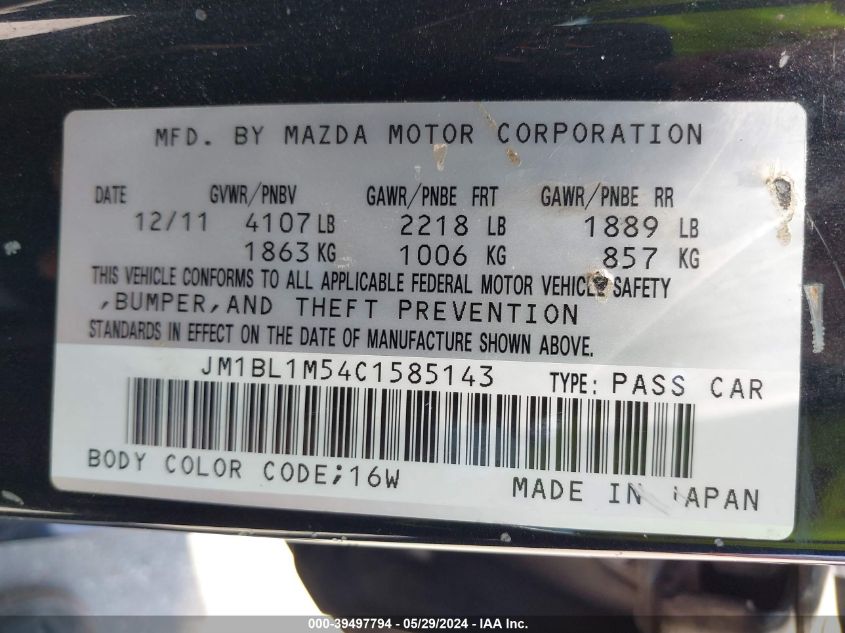 MFD. BY MAZDA MOTOR CORPORATION
DATE GVWR/PNBV GAWR/PNBE FRT GAWR/PNBE RR
12/11 4107 LB 2218 LB 1889 LB
1863 KG 1006 KG 857 KG
THIS VEHICLE CONFORMS TO ALL APPLICABLE FEDERAL MOTOR VEHICLE SAFETY
,BUMPER,AND THEFT PREVENTION
STANDARDS IN EFFECT ON THE DATE OF MANUFACTURE SHOWN ABOVE.
JM1BL1M54C1585143 TYPE: PASS CAR
BODY COLOR CODE;16W MADE IN JAPAN
000-39497794 - 05/29/2024 - IAA Inc.